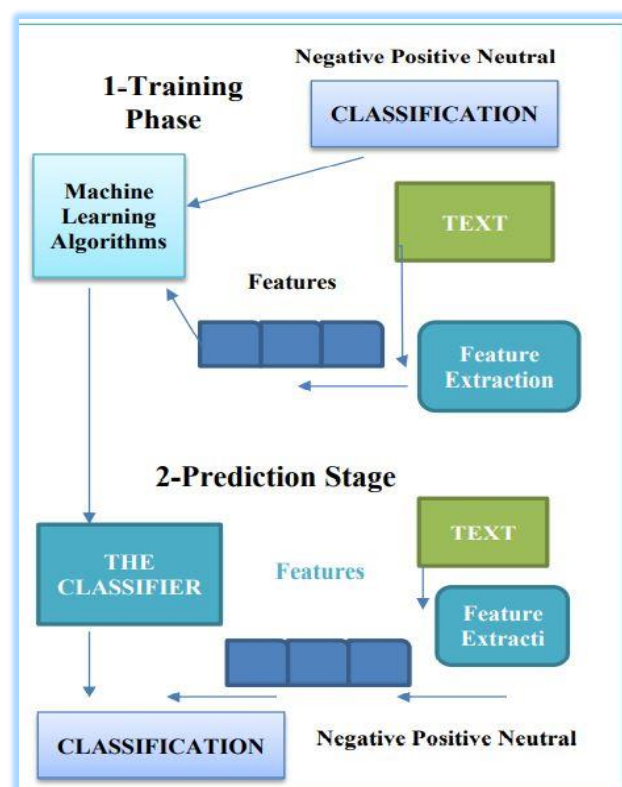 Negative Positive Neutral
1-Training
Phase
CLASSIFICATION
Machine
Learning
Algorithms
TEXT
Features
Feature
Extraction
2-Prediction Stage
TEXT
THE
CLASSIFIER
Features
Feature
Extracti
Negative Positive Neutral
CLASSIFICATION